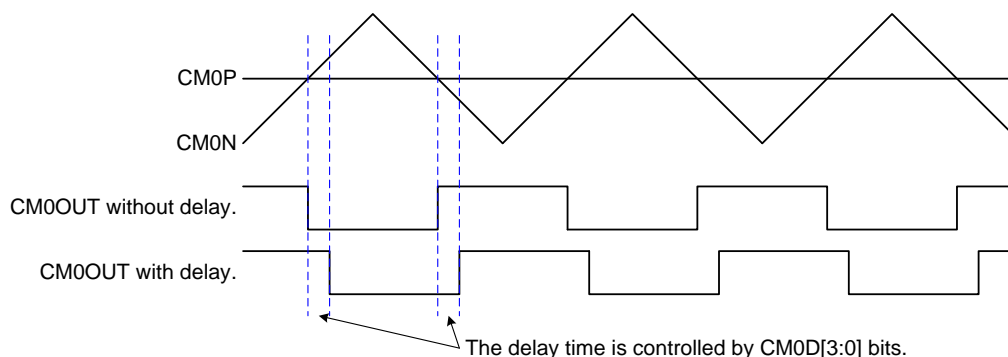 CM0P
CM0N
CM0OUT without delay.
CM0OUT with delay.
The delay time is controlled by CM0D[3:0] bits.